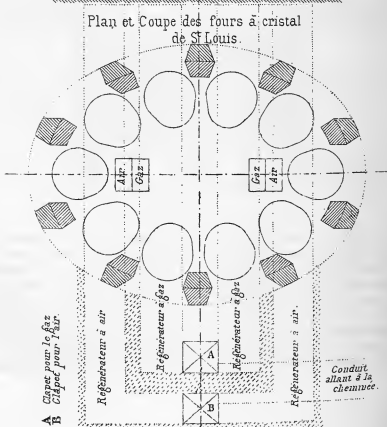 Plan et Coupe des fours à cristal
de St Louis.
Air
Gaz
Gaz
Air
A Clapet pour le gaz
B Clapet pour l'air.
Régénérateur à air
Régénérateur à gaz
Régénérateur à gaz
Régénérateur à air.
A
B
Conduit
allant à la
cheminée.